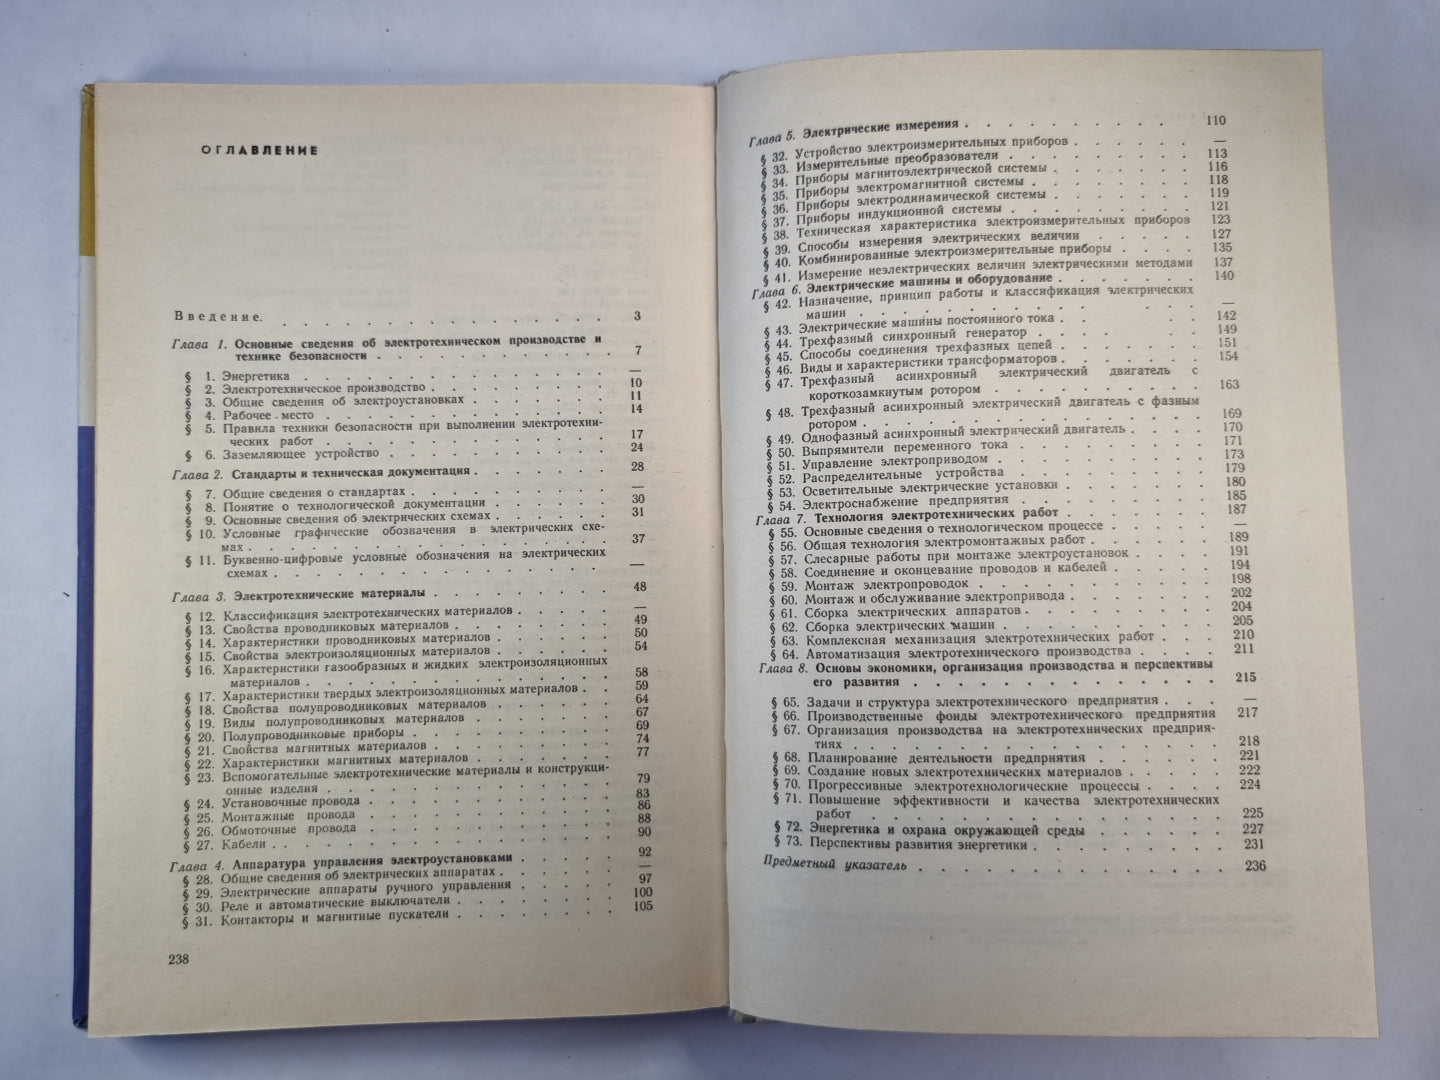 ОГЛАВЛЕНИЕ
Введение. . . . . . . . . . . . . . . . 3
Глава 1. Основные сведения об электротехническом производстве и
технике безопасности . . . . . . . . . . . 7
§ 1. Энергетика . . . . . . . . . . . . . . —
§ 2. Электротехническое производство . . . . . . . . 10
§ 3. Общие сведения об электроустановках . . . . . . . 11
§ 4. Рабочее место . . . . . . . . . . . . . 14
§ 5. Правила техники безопасности при выполнении электротехни-
ческих работ . . . . . . . . . . . . . 17
§ 6. Заземляющее устройство . . . . . . . . . . 24
Глава 2. Стандарты и техническая документация . . . . . . . 28
§ 7. Общие сведения о стандартах . . . . . . . . . —
§ 8. Понятие о технологической документации . . . . . . 30
§ 9. Основные сведения об электрических схемах . . . . . . 31
§ 10. Условные графические обозначения в электрических схе-
мах . . . . . . . . . . . . . . . . 37
§ 11. Буквенно-цифровые условные обозначения на электрических
схемах . . . . . . . . . . . . . . . —
Глава 3. Электротехнические материалы . . . . . . . . . 48
§ 12. Классификация электротехнических материалов . . . . . —
§ 13. Свойства проводниковых материалов . . . . . . . . 49
§ 14. Характеристики проводниковых материалов . . . . . . 50
§ 15. Свойства электроизоляционных материалов . . . . . . 54
§ 16. Характеристики газообразных и жидких электроизоляционных
материалов . . . . . . . . . . . . . 58
§ 17. Характеристики твердых электроизоляционных материалов . . 59
§ 18. Свойства полупроводниковых материалов . . . . . . 64
§ 19. Виды полупроводниковых материалов . . . . . . . 67
§ 20. Полупроводниковые приборы . . . . . . . . . 69
§ 21. Свойства магнитных материалов . . . . . . . . 74
§ 22. Характеристики магнитных материалов . . . . . . . 77
§ 23. Вспомогательные электротехнические материалы и конструкци-
онные изделия . . . . . . . . . . . . 79
§ 24. Установочные провода . . . . . . . . . . . 83
§ 25. Монтажные провода . . . . . . . . . . . 86
§ 26. Обмоточные провода . . . . . . . . . . . 88
§ 27. Кабели . . . . . . . . . . . . . . . 90
Глава 4. Аппаратура управления электроустановками . . . . . 92
§ 28. Общие сведения об электрических аппаратах . . . . . . —
§ 29. Электрические аппараты ручного управления . . . . . 97
§ 30. Реле и автоматические выключатели . . . . . . . . 100
§ 31. Контакторы и магнитные пускатели . . . . . . . . 105
238
Глава 5. Электрические измерения . . . . . . . . . . 110
§ 32. Устройство электроизмерительных приборов . . . . . . —
§ 33. Измерительные преобразователи . . . . . . . . . 113
§ 34. Приборы магнитоэлектрической системы . . . . . . . 116
§ 35. Приборы электромагнитной системы . . . . . . . . 118
§ 36. Приборы электродинамической системы . . . . . . . 119
§ 37. Приборы индукционной системы . . . . . . . . . 121
§ 38. Техническая характеристика электроизмерительных приборов 123
§ 39. Способы измерения электрических величин . . . . . 127
§ 40. Комбинированные электроизмерительные приборы . . . . 135
§ 41. Измерение неэлектрических величин электрическими методами 137
Глава 6. Электрические машины и оборудование . . . . . . . 140
§ 42. Назначение, принцип работы и классификация электрических
машин . . . . . . . . . . . . . . . —
§ 43. Электрические машины постоянного тока . . . . . . 142
§ 44. Трехфазный синхронный генератор . . . . . . . . 149
§ 45. Способы соединения трехфазных цепей . . . . . . . 151
§ 46. Виды и характеристики трансформаторов . . . . . . 154
§ 47. Трехфазный асинхронный электрический двигатель с
короткозамкнутым ротором . . . . . . . . . 163
§ 48. Трехфазный асинхронный электрический двигатель с фазным
ротором . . . . . . . . . . . . . . 169
§ 49. Однофазный асинхронный электрический двигатель . . . . 170
§ 50. Выпрямители переменного тока . . . . . . . . . 171
§ 51. Управление электроприводом . . . . . . . . . 173
§ 52. Распределительные устройства . . . . . . . . . 179
§ 53. Осветительные электрические установки . . . . . . 180
§ 54. Электроснабжение предприятия . . . . . . . . . 185
Глава 7. Технология электротехнических работ . . . . . . . 187
§ 55. Основные сведения о технологическом процессе . . . . . —
§ 56. Общая технология электромонтажных работ . . . . . . 189
§ 57. Слесарные работы при монтаже электроустановок . . . . 191
§ 58. Соединение и оконцевание проводов и кабелей . . . . . 194
§ 59. Монтаж электропроводок . . . . . . . . . . 198
§ 60. Монтаж и обслуживание электропривода . . . . . . . 202
§ 61. Сборка электрических аппаратов . . . . . . . . . 204
§ 62. Сборка электрических машин . . . . . . . . . . 205
§ 63. Комплексная механизация электротехнических работ . . . 210
§ 64. Автоматизация электротехнического производства . . . . 211
Глава 8. Основы экономики, организация производства и перспективы
его развития . . . . . . . . . . . . . 215
§ 65. Задачи и структура электротехнического предприятия . . . —
§ 66. Производственные фонды электротехнического предприятия 217
§ 67. Организация производства на электротехнических предприя-
тиях . . . . . . . . . . . . . . . . 218
§ 68. Планирование деятельности предприятия . . . . . . 221
§ 69. Создание новых электротехнических материалов . . . . 222
§ 70. Прогрессивные электротехнологические процессы . . . . 224
§ 71. Повышение эффективности и качества электротехнических
работ . . . . . . . . . . . . . . . 225
§ 72. Энергетика и охрана окружающей среды . . . . . . 227
§ 73. Перспективы развития энергетики . . . . . . . . 231
Предметный указатель . . . . . . . . . . . . . 236